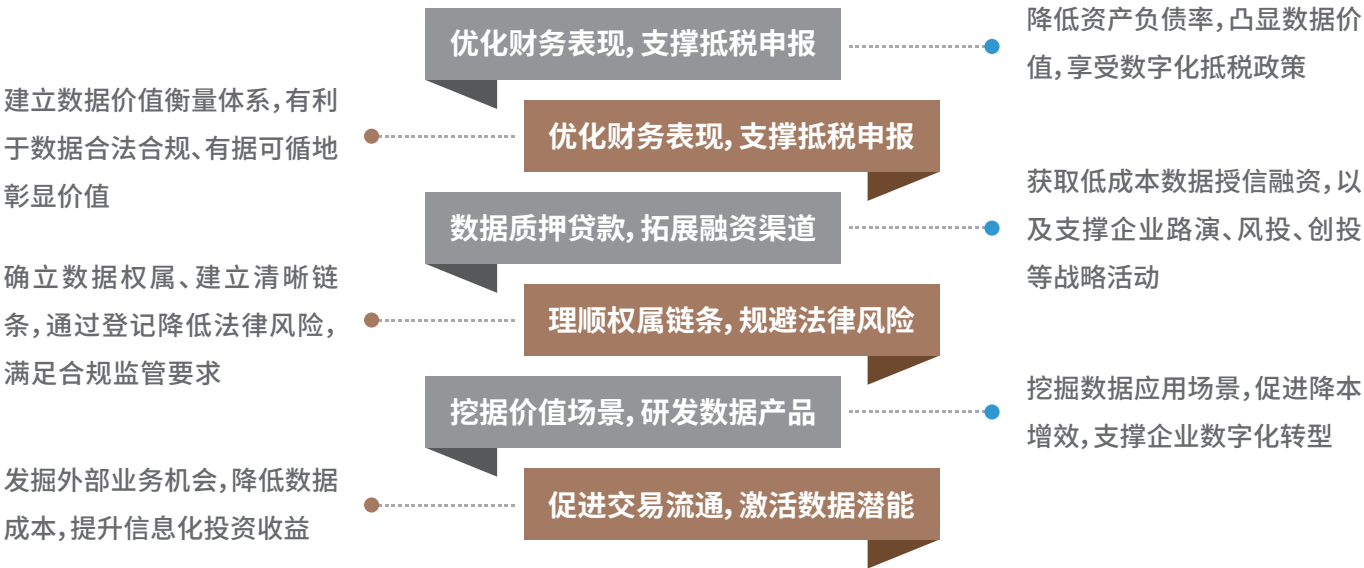 优化财务表现，支撑抵税申报
降低资产负债率，凸显数据价
值，享受数字化抵税政策
建立数据价值衡量体系，有利
于数据合法合规、有据可循地
彰显价值
优化财务表现，支撑抵税申报
数据质押贷款，拓展融资渠道
获取低成本数据授信融资，以
及支撑企业路演、风投、创投
等战略活动
确立数据权属、建立清晰链
条，通过登记降低法律风险，
满足合规监管要求
理顺权属链条，规避法律风险
挖据价值场景，研发数据产品
挖掘数据应用场景，促进降本
增效，支撑企业数字化转型
发掘外部业务机会，降低数据
成本，提升信息化投资收益
促进交易流通，激活数据潜能